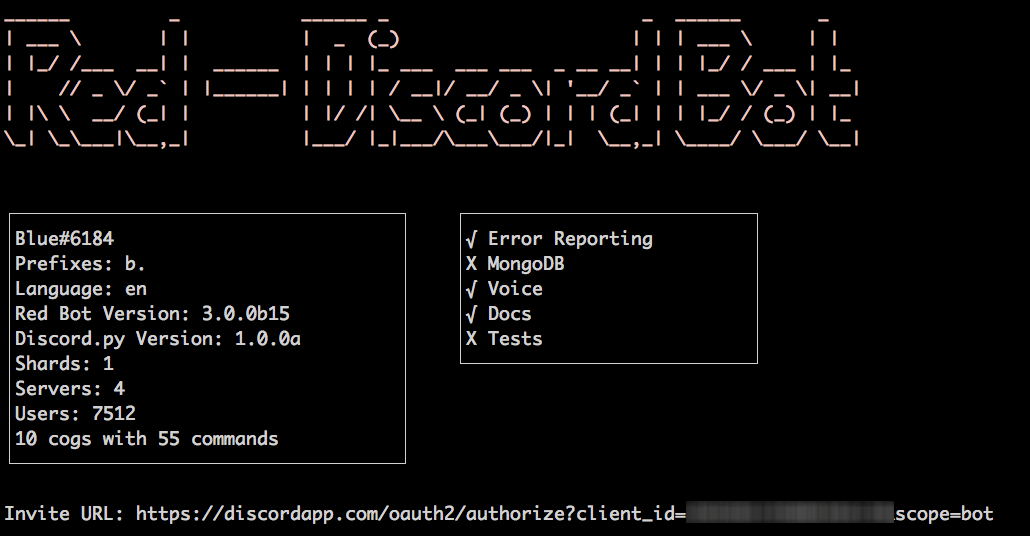 Red - Discord Bot
Blue#6184
Prefixes: b.
Language: en
Red Bot Version: 3.0.0b15
Discord.py Version: 1.0.0a
Shards: 1
Servers: 4
Users: 7512
10 cogs with 55 commands
√ Error Reporting
X MongoDB
√ Voice
√ Docs
X Tests
Invite URL: https://discordapp.com/oauth2/authorize?client_id=scope=bot